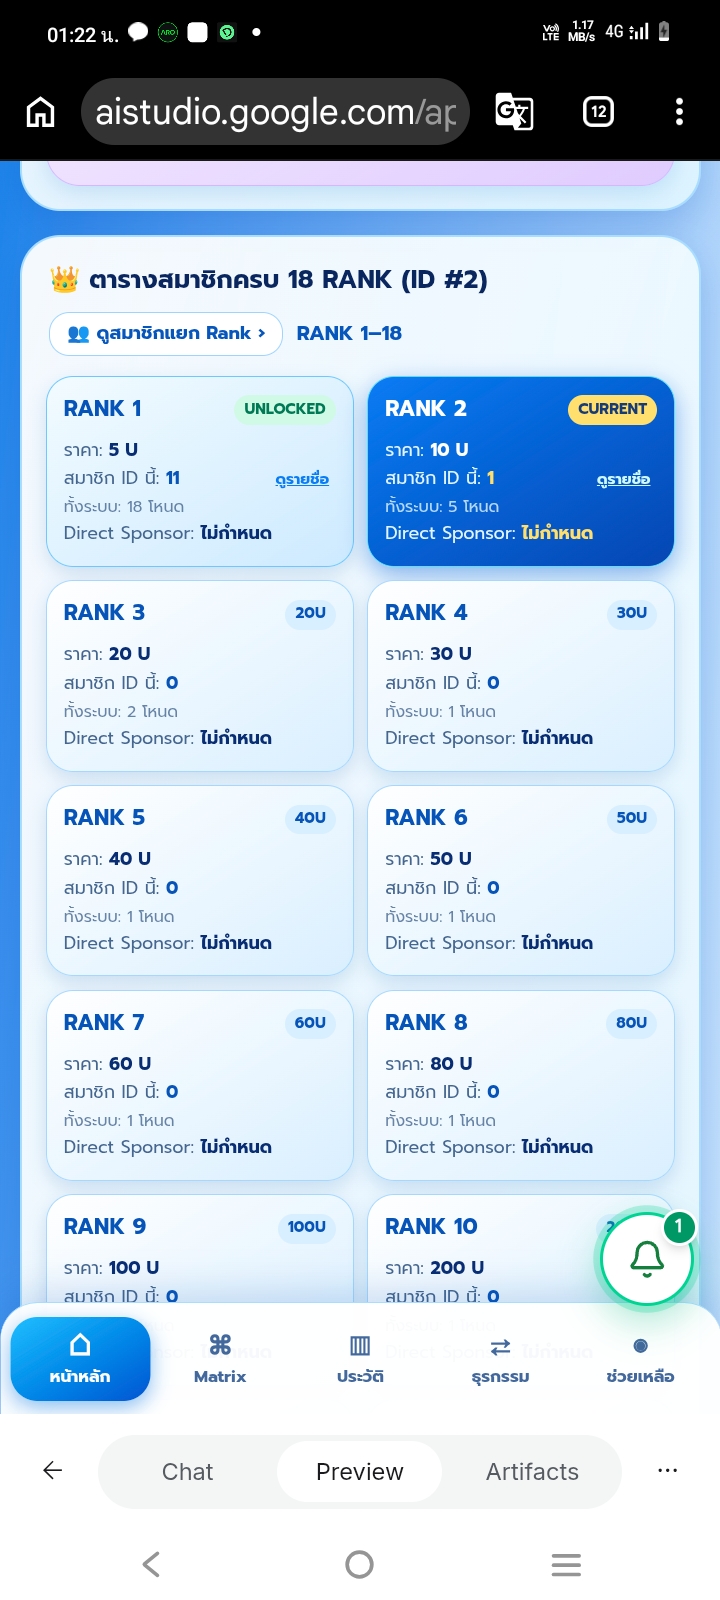 01:22 น.
Vo) LTE 1.17 MB/s 4G
aistudio.google.com/ap
12
👑 ตารางสมาชิกครบ 18 RANK (ID #2)
👥 ดูสมาชิกแยก Rank › RANK 1–18
RANK 1 UNLOCKED
ราคา: 5 U
สมาชิก ID นี้: 11 ดูรายชื่อ
ทั้งระบบ: 18 โหนด
Direct Sponsor: ไม่กำหนด
RANK 2 CURRENT
ราคา: 10 U
สมาชิก ID นี้: 1 ดูรายชื่อ
ทั้งระบบ: 5 โหนด
Direct Sponsor: ไม่กำหนด
RANK 3 20U
ราคา: 20 U
สมาชิก ID นี้: 0
ทั้งระบบ: 2 โหนด
Direct Sponsor: ไม่กำหนด
RANK 4 30U
ราคา: 30 U
สมาชิก ID นี้: 0
ทั้งระบบ: 1 โหนด
Direct Sponsor: ไม่กำหนด
RANK 5 40U
ราคา: 40 U
สมาชิก ID นี้: 0
ทั้งระบบ: 1 โหนด
Direct Sponsor: ไม่กำหนด
RANK 6 50U
ราคา: 50 U
สมาชิก ID นี้: 0
ทั้งระบบ: 1 โหนด
Direct Sponsor: ไม่กำหนด
RANK 7 60U
ราคา: 60 U
สมาชิก ID นี้: 0
ทั้งระบบ: 1 โหนด
Direct Sponsor: ไม่กำหนด
RANK 8 80U
ราคา: 80 U
สมาชิก ID นี้: 0
ทั้งระบบ: 1 โหนด
Direct Sponsor: ไม่กำหนด
RANK 9 100U
ราคา: 100 U
สมาชิก ID นี้: 0
RANK 10
ราคา: 200 U
สมาชิก ID นี้: 0
1
หน้าหลัก
Matrix
ประวัติ
ธุรกรรม
ช่วยเหลือ
Chat
Preview
Artifacts